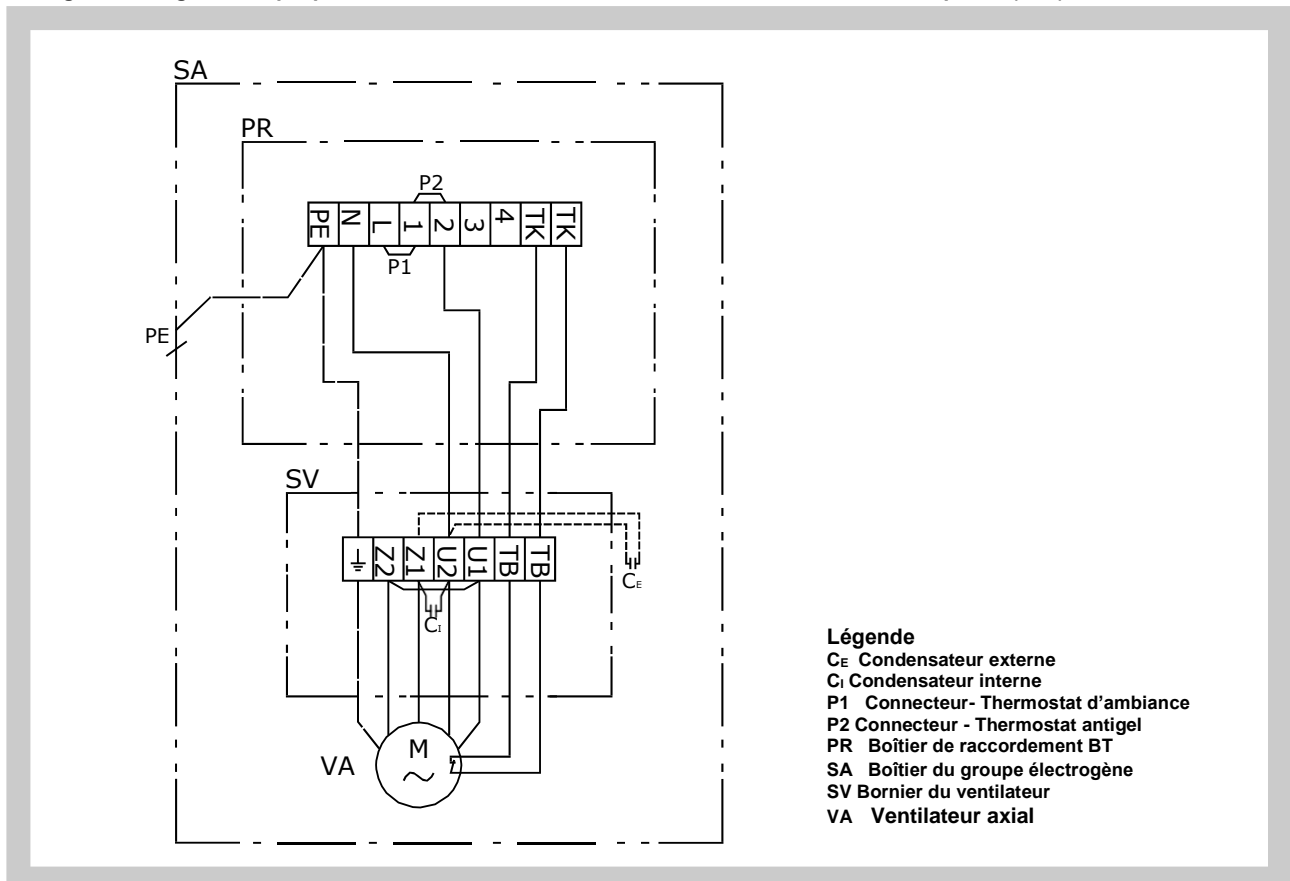 SA
PR
P2
PE N L 1 2 3 4 TK TK
P1
PE
SV
Z2 Z1 U2 U1 TB TB
CE
CI
M
VA
Légende
CE Condensateur externe
CI Condensateur interne
P1 Connecteur- Thermostat d’ambiance
P2 Connecteur - Thermostat antigel
PR Boîtier de raccordement BT
SA Boîtier du groupe électrogène
SV Bornier du ventilateur
VA Ventilateur axial